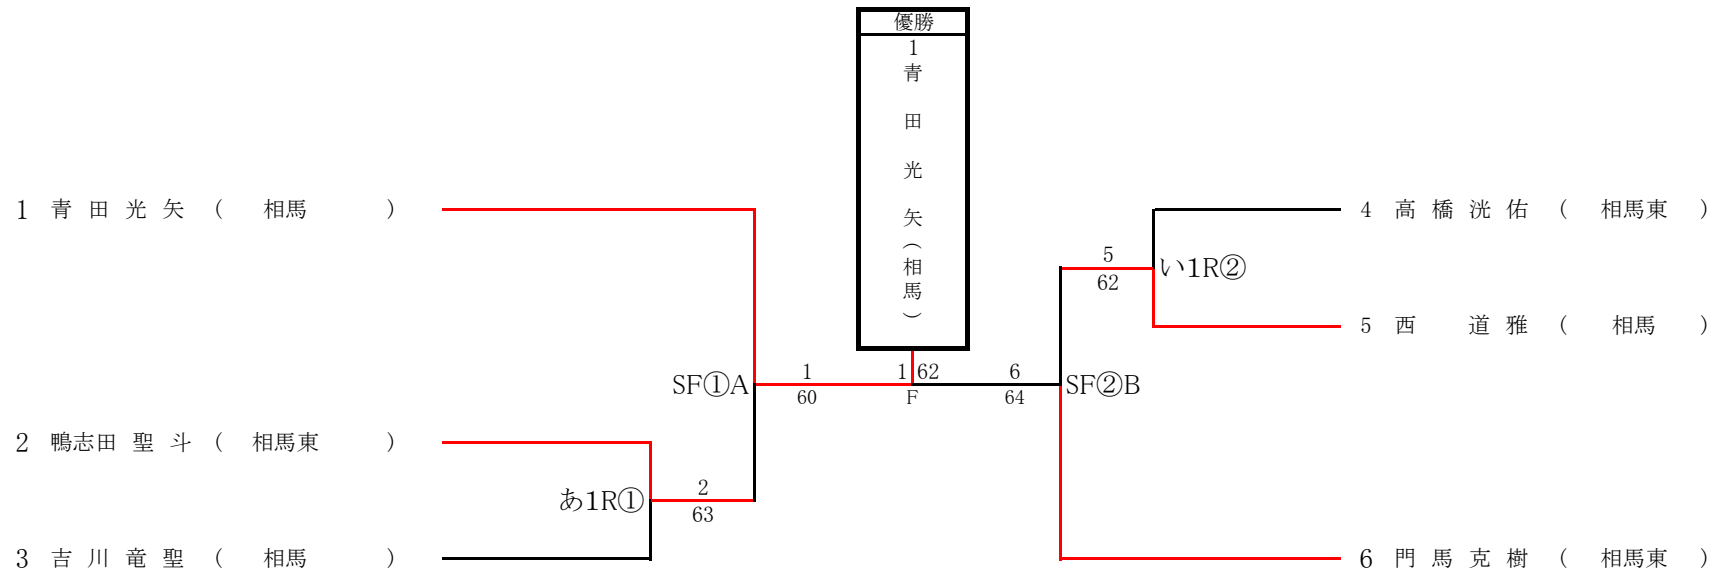 優勝
1
青田光矢(相馬)
1 青田光矢 ( 相馬 )
4 高橋洸佑 ( 相馬東 )
5
い1R②
62
5 西 道雅 ( 相馬 )
1
1 62
6
SF①A
SF②B
60
F
64
2 鴨志田聖斗 ( 相馬東 )
2
あ1R①
63
3 吉川竜聖 ( 相馬 )
6 門馬克樹 ( 相馬東 )